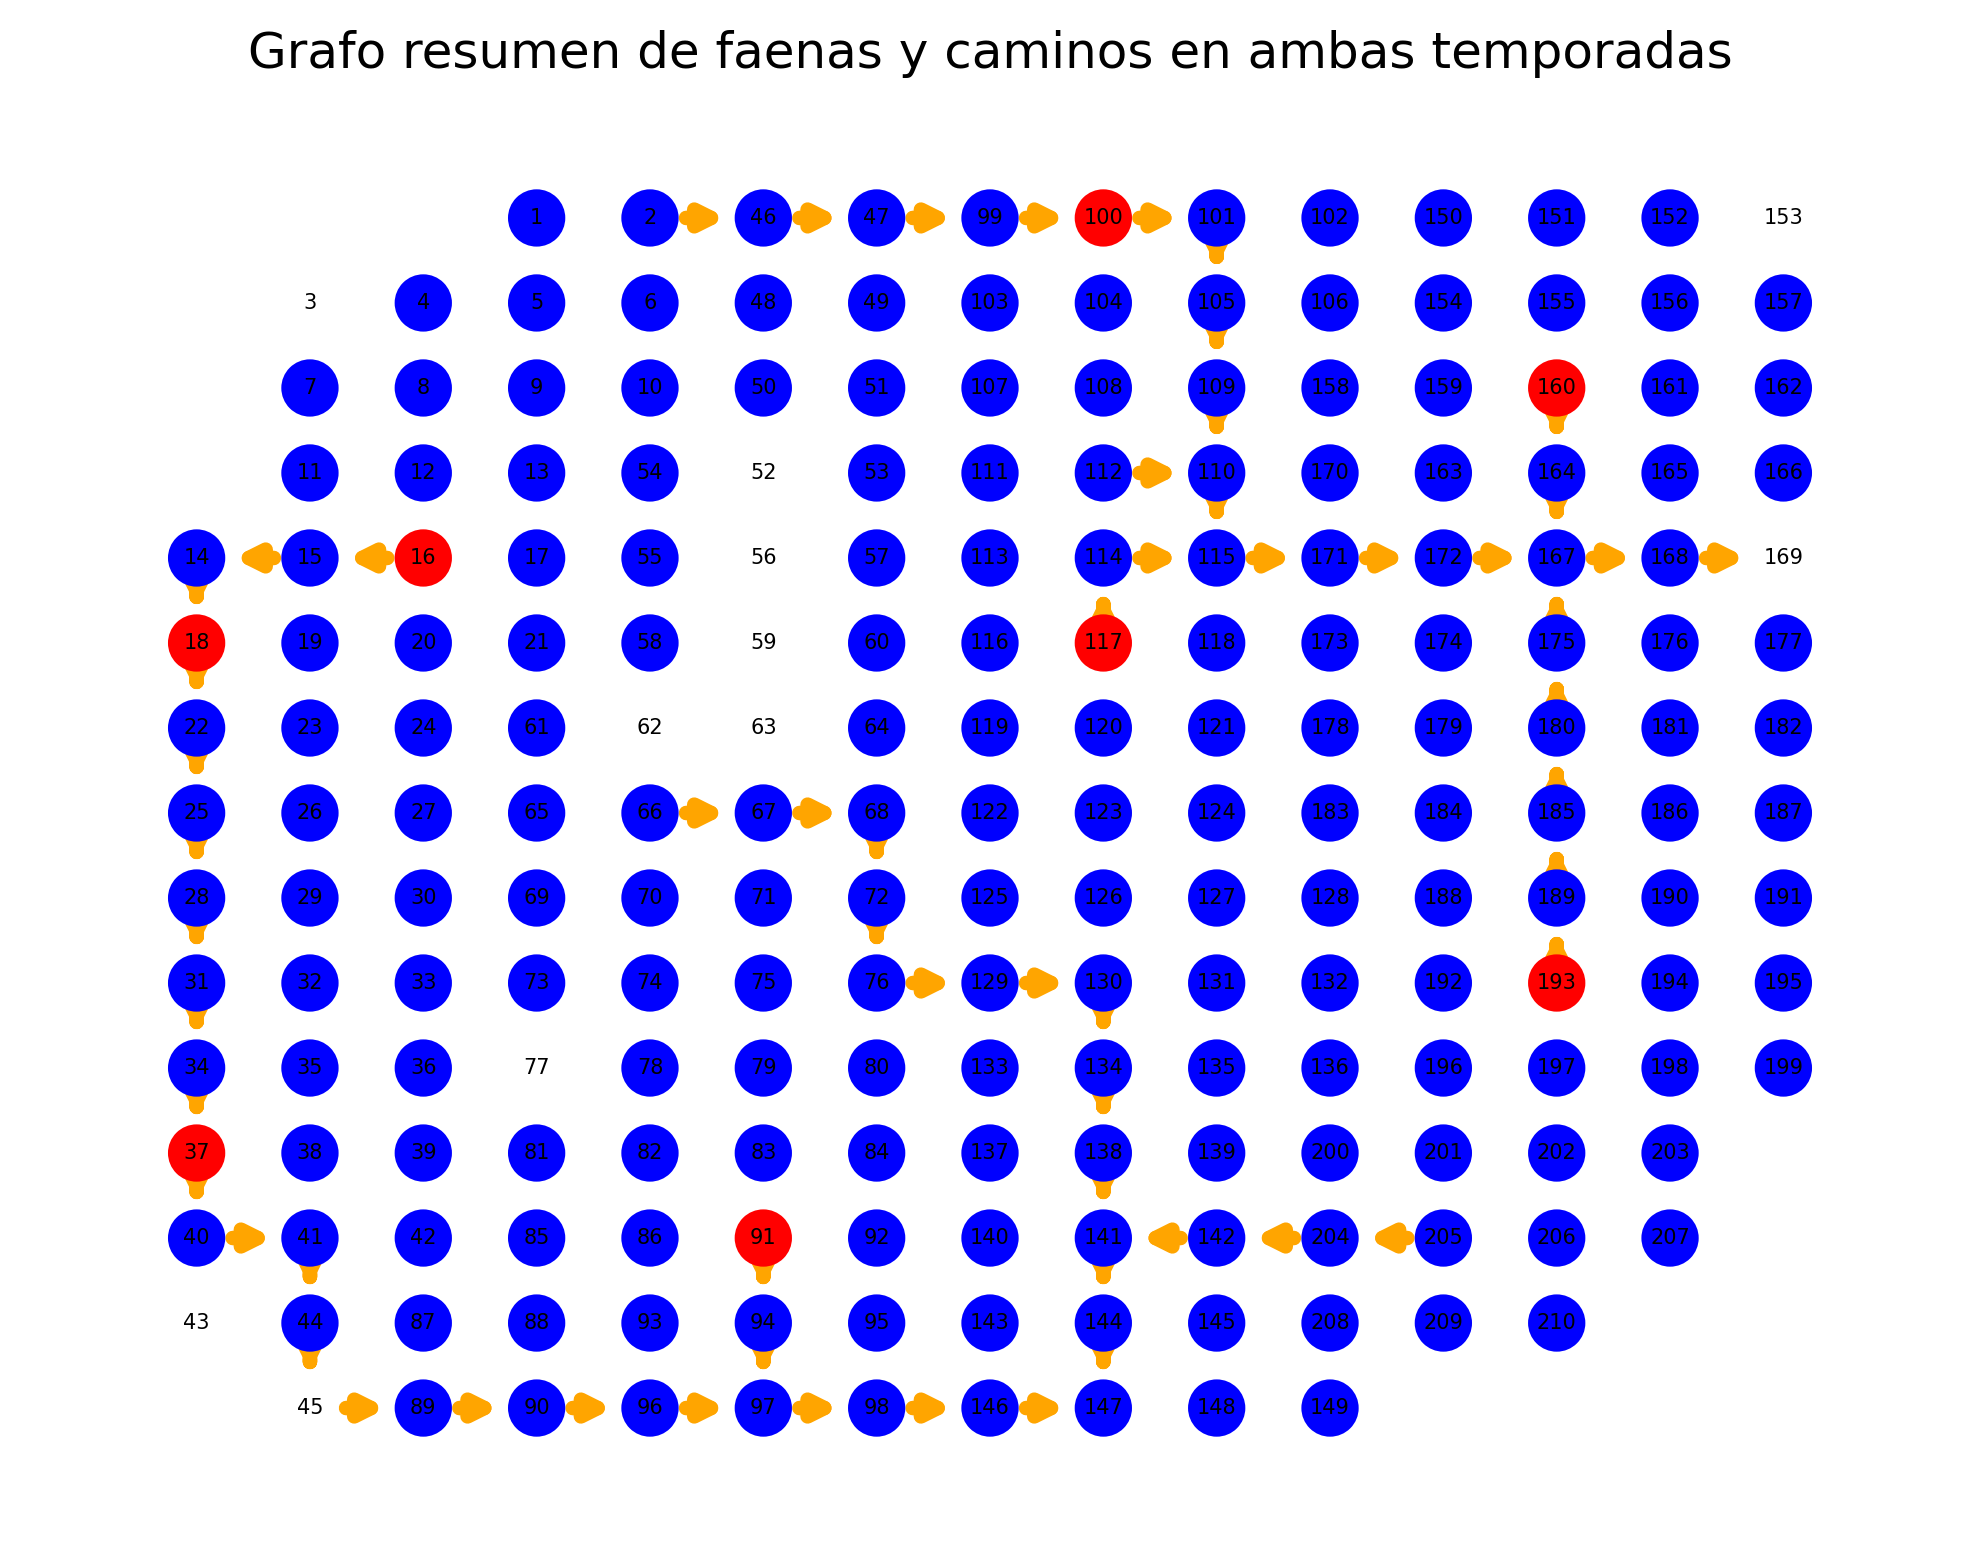 Grafo resumen de faenas y caminos en ambas temporadas
1 2 46 47 99 100 101 102 150 151 152 153
3 4 5 6 48 49 103 104 105 106 154 155 156 157
7 8 9 10 50 51 107 108 109 158 159 160 161 162
11 12 13 54 52 53 111 112 110 170 163 164 165 166
14 15 16 17 55 56 57 113 114 115 171 172 167 168 169
18 19 20 21 58 59 60 116 117 118 173 174 175 176 177
22 23 24 61 62 63 64 119 120 121 178 179 180 181 182
25 26 27 65 66 67 68 122 123 124 183 184 185 186 187
28 29 30 69 70 71 72 125 126 127 128 188 189 190 191
31 32 33 73 74 75 76 129 130 131 132 192 193 194 195
34 35 36 77 78 79 80 133 134 135 136 196 197 198 199
37 38 39 81 82 83 84 137 138 139 200 201 202 203
40 41 42 85 86 91 92 140 141 142 204 205 206 207
43 44 87 88 93 94 95 143 144 145 208 209 210
45 89 90 96 97 98 146 147 148 149